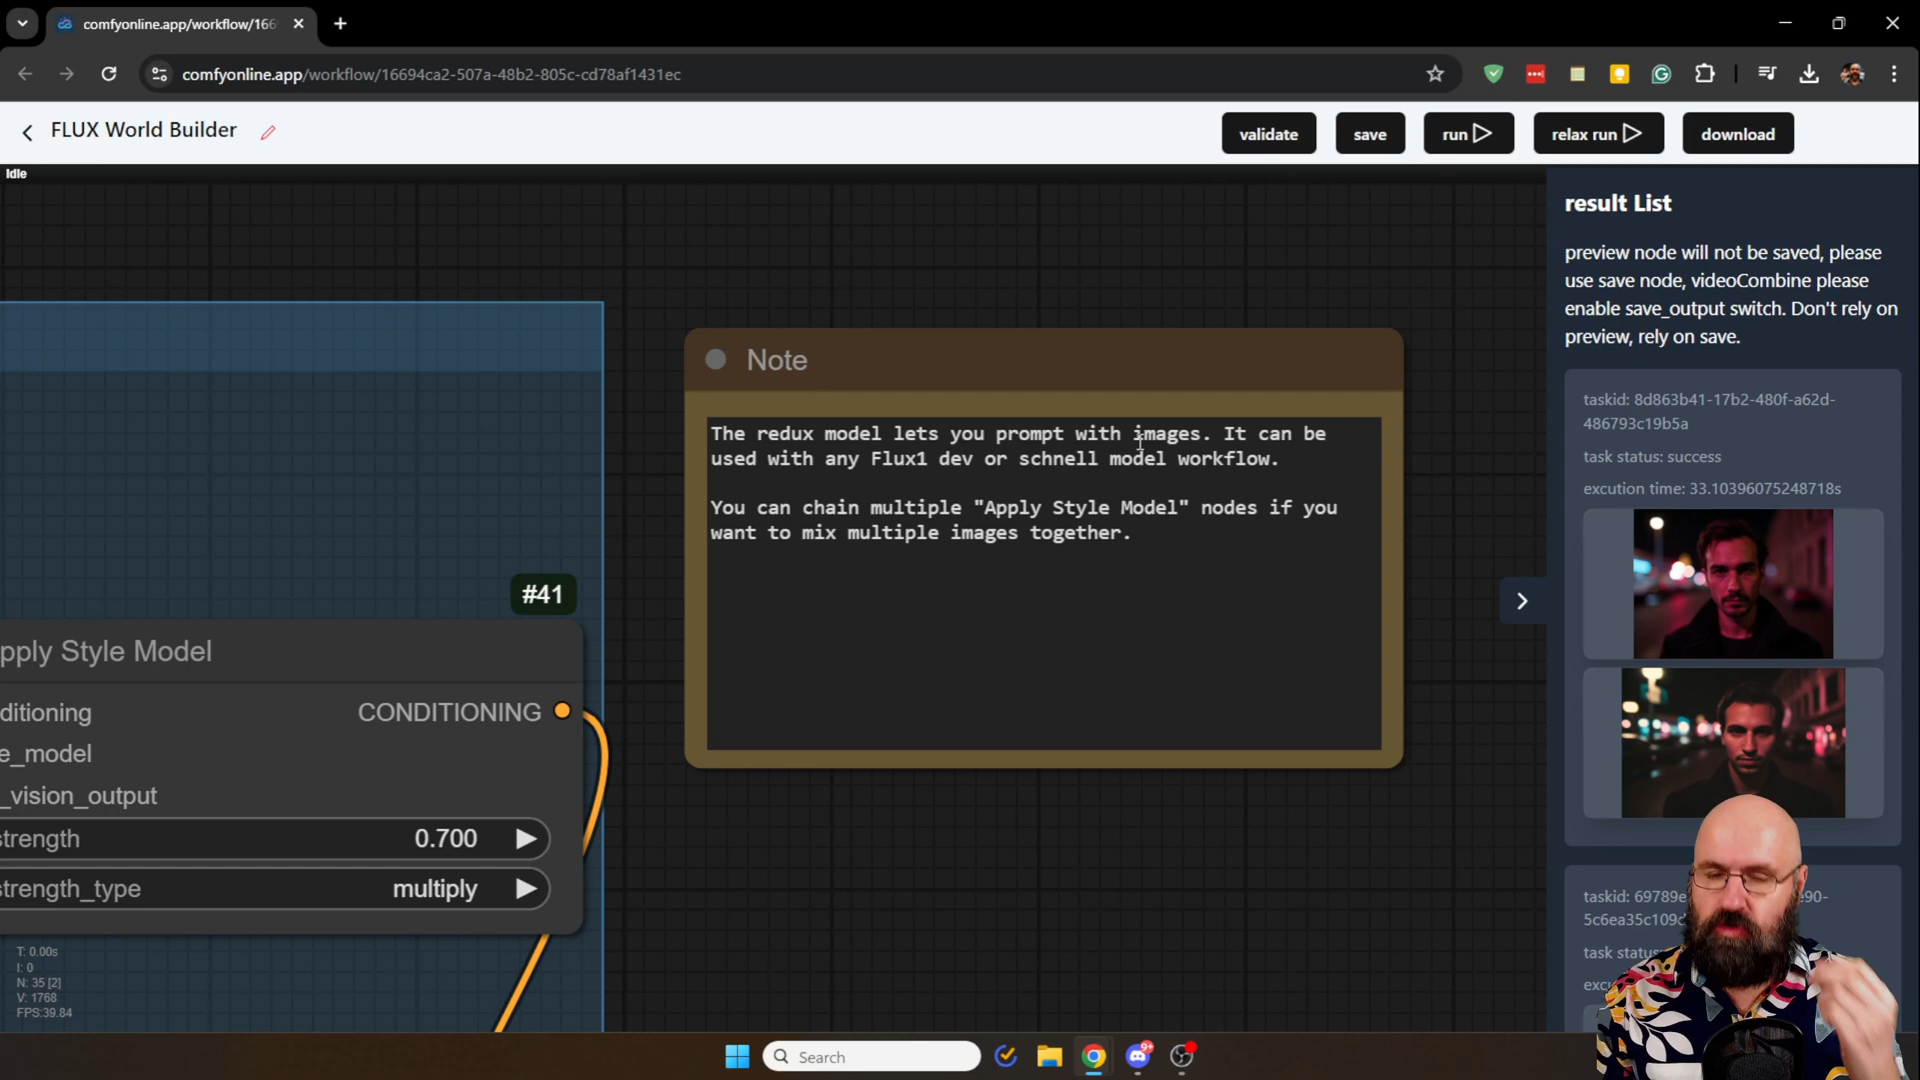 comfyonline.app/workflow/166
comfyonline.app/workflow/16694ca2-507a-48b2-805c-cd78af1431ec
FLUX World Builder
validate
save
run
relax run
download
Idle
result List
preview node will not be saved, please
use save node, videoCombine please
enable save_output switch. Don't rely on
preview, rely on save.
Note
The redux model lets you prompt with images. It can be
used with any Flux1 dev or schnell model workflow.
You can chain multiple "Apply Style Model" nodes if you
want to mix multiple images together.
taskid: 8d863b41-17b2-480f-a62d-
486793c19b5a
task status: success
excution time: 33.10396075248718s
#41
pply Style Model
ditioning
CONDITIONING
e_model
_vision_output
strength
0.700
strength_type
multiply
taskid: 69789e
e90-
5c6ea35c109
task status
excu
T: 0.00s
I: 0
N: 35 [2]
V: 1768
FPS:39.84
Search
9+